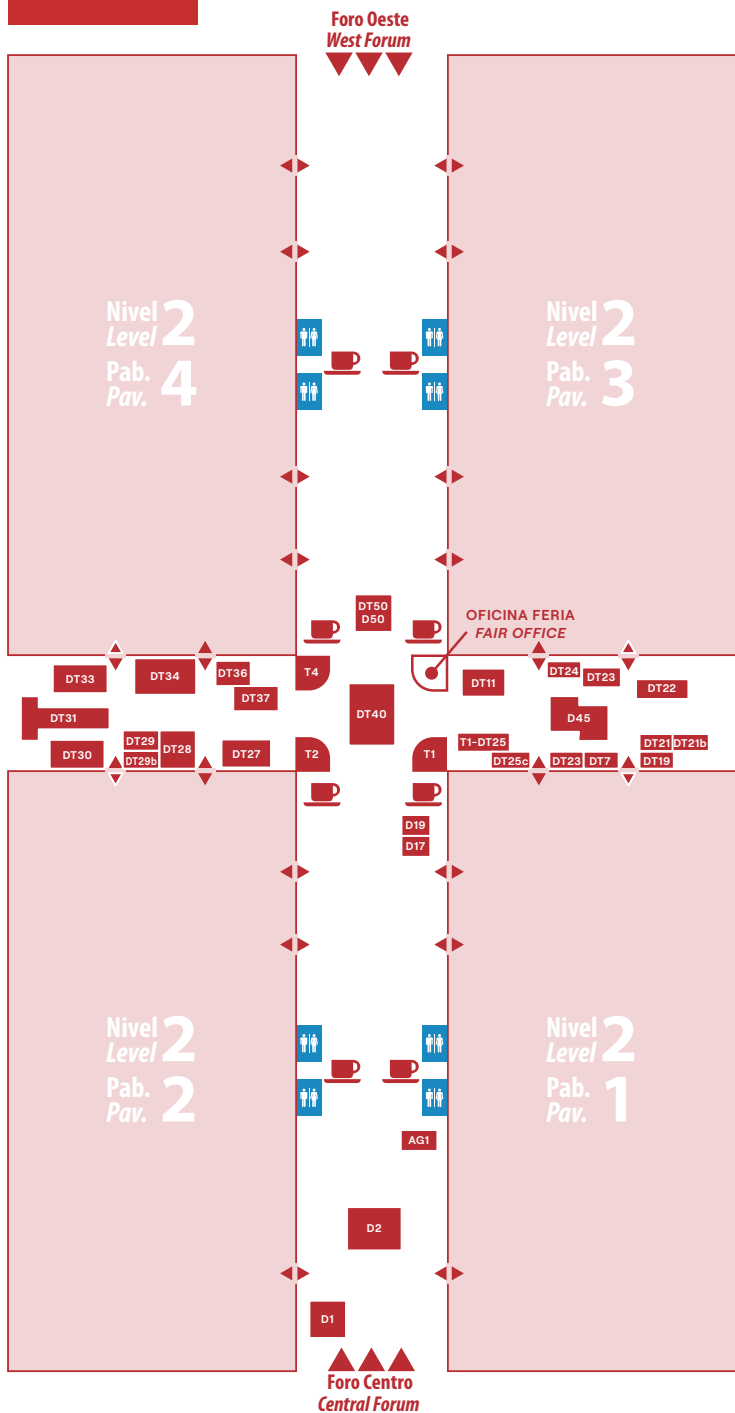 Foro Oeste
West Forum
Nivel 2
Level
Pab. 4
Pav.
Nivel 2
Level
Pab. 3
Pav.
DT50
D50
OFICINA FERIA
FAIR OFFICE
DT33
DT34
DT36
DT37
T4
DT11
DT24
DT23
DT22
DT31
DT40
D45
DT30
DT29
DT29b
DT28
DT27
T2
T1
T1-DT25
DT25c
DT23
DT7
DT21
DT21b
DT19
D19
D17
Nivel 2
Level
Pab. 2
Pav.
Nivel 2
Level
Pab. 1
Pav.
AG1
D2
D1
Foro Centro
Central Forum